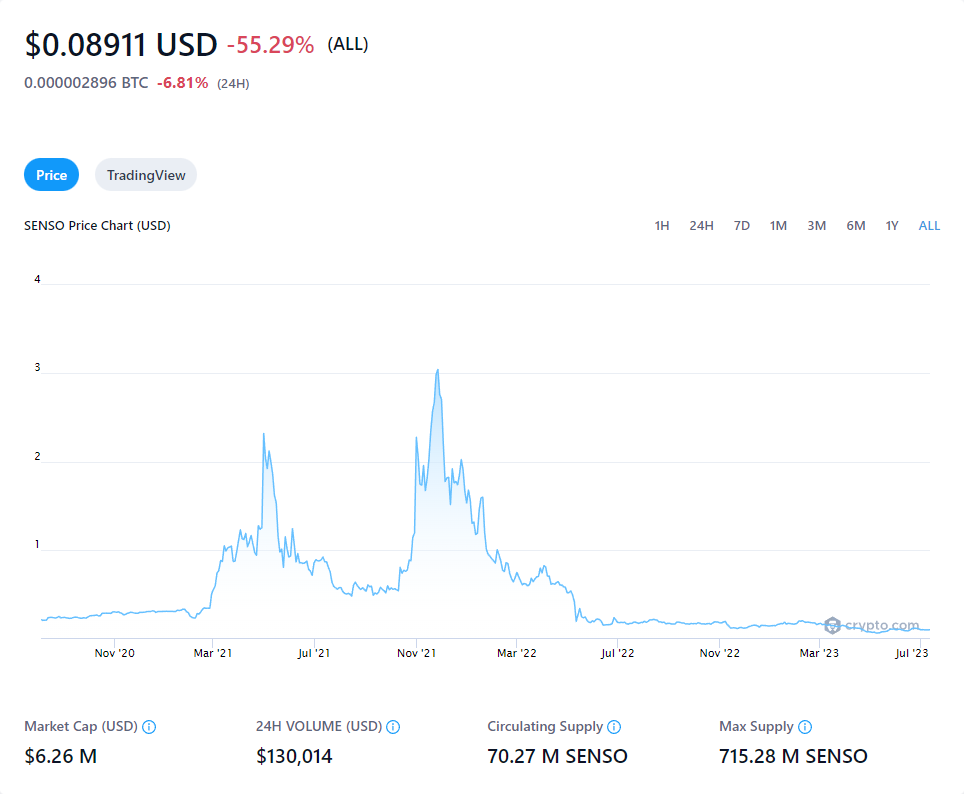 $0.08911 USD -55.29% (ALL)
0.000002896 BTC -6.81% (24H)
Price TradingView
SENSO Price Chart (USD) 1H 24H 7D 1M 3M 6M 1Y ALL
4
3
2
1
crypto.com
Nov '20 Mar '21 Jul '21 Nov '21 Mar '22 Jul '22 Nov '22 Mar '23 Jul '23
Market Cap (USD) 24H VOLUME (USD) Circulating Supply Max Supply
$6.26 M $130,014 70.27 M SENSO 715.28 M SENSO